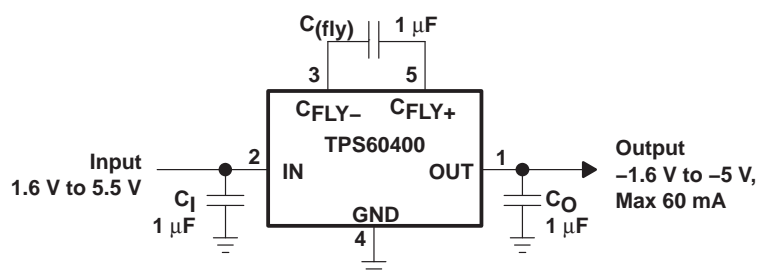 C(fly) 1 μF
3 5
CFLY− CFLY+
TPS60400
Input
1.6 V to 5.5 V
2 IN
OUT 1
Output
−1.6 V to −5 V,
Max 60 mA
CI
1 μF
GND
4
CO
1 μF